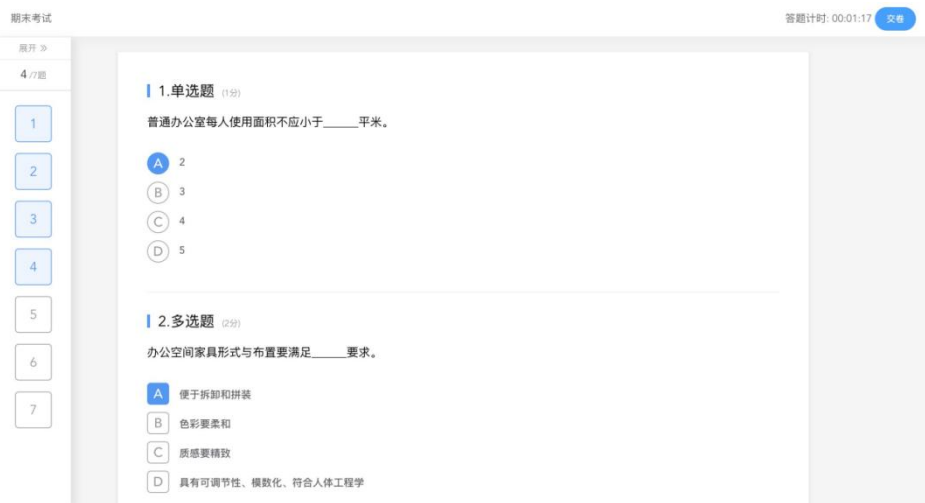 期末考试
答题计时: 00:01:17 交卷
展开 »
4 /7题
1
2
3
4
5
6
7
1.单选题 (1分)
普通办公室每人使用面积不应小于______平米。
A 2
B 3
C 4
D 5
2.多选题 (2分)
办公空间家具形式与布置要满足______要求。
A 便于拆卸和拼装
B 色彩要柔和
C 质感要精致
D 具有可调节性、模数化、符合人体工程学